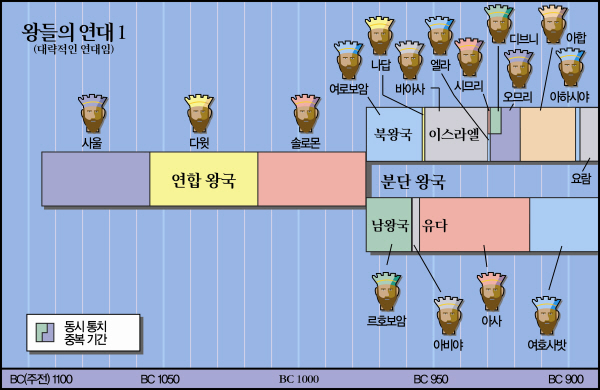 왕들의 연대 1
(대략적인 연대임)
디브니
아합
나답
엘라
여로보암
바아사
시므리
오므리
아하시야
사울
다윗
솔로몬
북왕국
이스라엘
연합 왕국
분단 왕국
요람
남왕국
유다
르호보암
아비야
아사
여호사밧
동시 통치
중복 기간
BC(주전) 1100
BC 1050
BC 1000
BC 950
BC 900